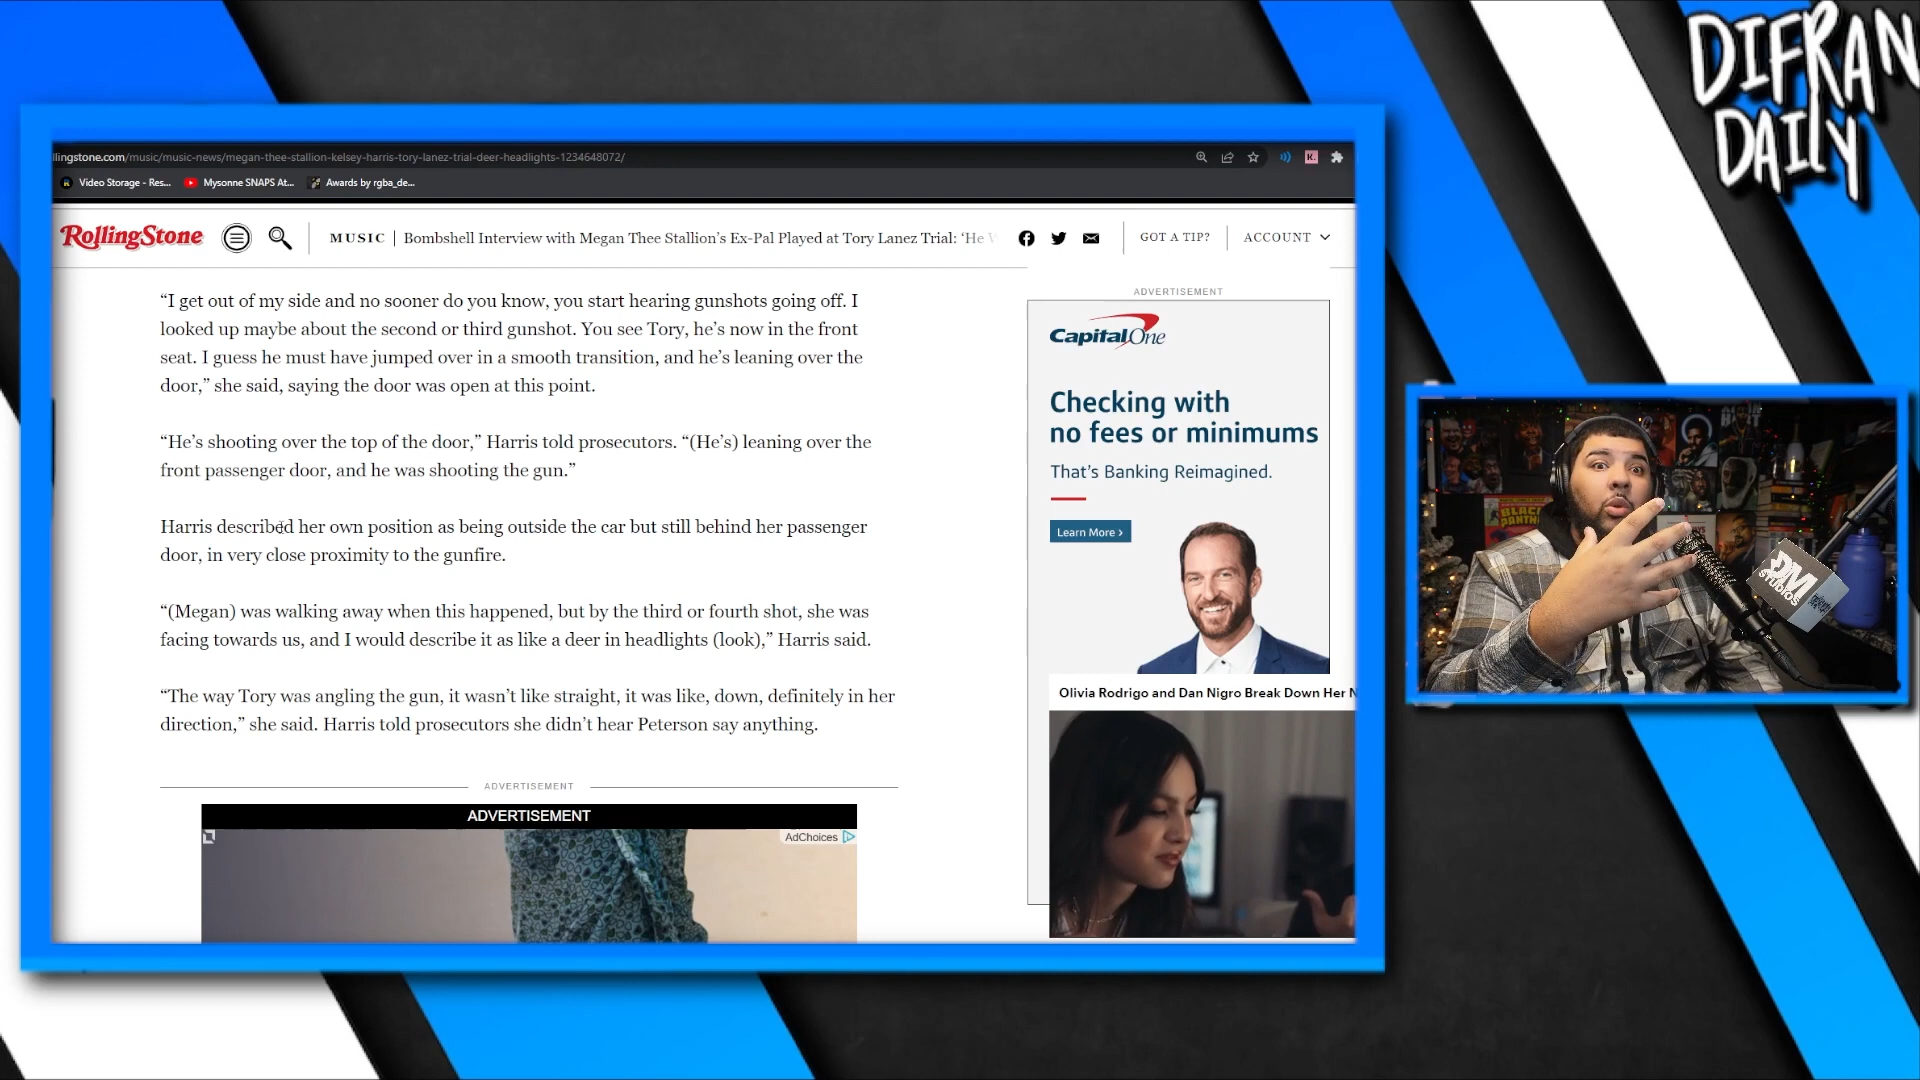 DIFRAN
DAILY
llingstone.com/music/music-news/megan-thee-stallion-kelsey-harris-tory-lanez-trial-deer-headlights-1234648072/
Video Storage - Res...
Mysonne SNAPS At...
Awards by rgba_de...
RollingStone
MUSIC
Bombshell Interview with Megan Thee Stallion’s Ex-Pal Played at Tory Lanez Trial: ‘He
GOT A TIP?
ACCOUNT
“I get out of my side and no sooner do you know, you start hearing gunshots going off. I
looked up maybe about the second or third gunshot. You see Tory, he’s now in the front
seat. I guess he must have jumped over in a smooth transition, and he’s leaning over the
door,” she said, saying the door was open at this point.
“He’s shooting over the top of the door,” Harris told prosecutors. “(He’s) leaning over the
front passenger door, and he was shooting the gun.”
Harris described her own position as being outside the car but still behind her passenger
door, in very close proximity to the gunfire.
“(Megan) was walking away when this happened, but by the third or fourth shot, she was
facing towards us, and I would describe it as like a deer in headlights (look),” Harris said.
“The way Tory was angling the gun, it wasn’t like straight, it was like, down, definitely in her
direction,” she said. Harris told prosecutors she didn’t hear Peterson say anything.
ADVERTISEMENT
ADVERTISEMENT
AdChoices
ADVERTISEMENT
Capital One
Checking with
no fees or minimums
That’s Banking Reimagined.
Learn More >
Olivia Rodrigo and Dan Nigro Break Down Her N
BLACK
PANTHER
DM
STUDIOS